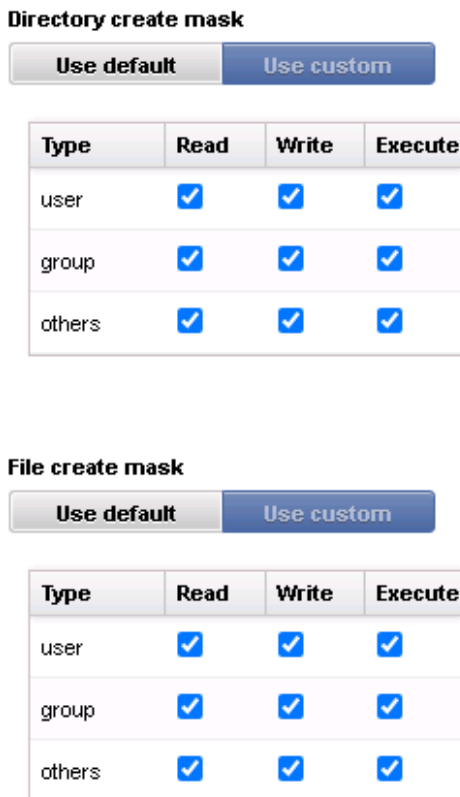 Directory create mask
Use default Use custom
Type Read Write Execute
user
group
others
File create mask
Use default Use custom
Type Read Write Execute
user
group
others